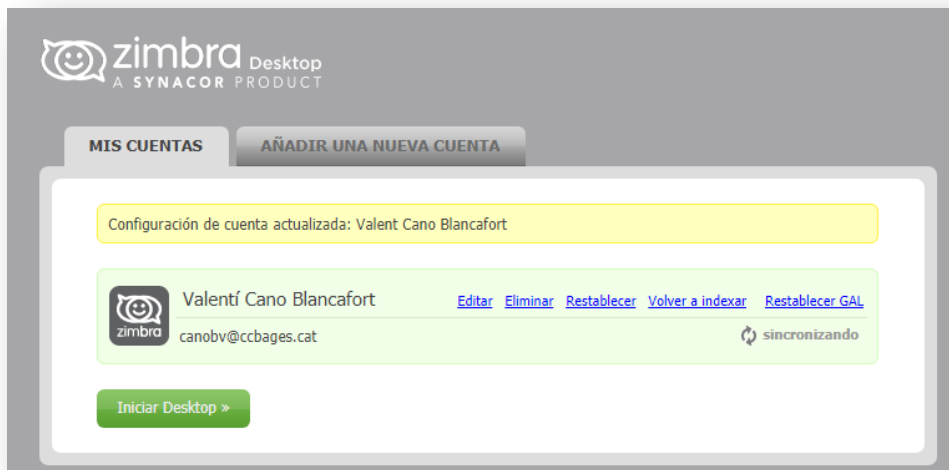 zimbra Desktop
A SYNACOR PRODUCT
MIS CUENTAS AÑADIR UNA NUEVA CUENTA
Configuración de cuenta actualizada: Valent Cano Blancafort
Valentí Cano Blancafort Editar Eliminar Restablecer Volver a indexar Restablecer GAL
zimbra
canobv@ccbages.cat sincronizando
Iniciar Desktop »